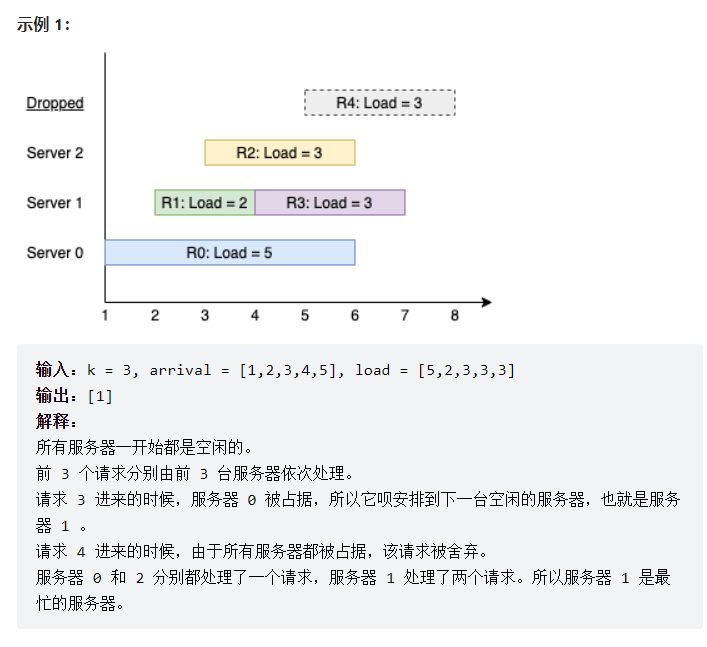 示例 1：
Dropped
R4: Load = 3
Server 2
R2: Load = 3
Server 1
R1: Load = 2
R3: Load = 3
Server 0
R0: Load = 5
1 2 3 4 5 6 7 8
输入：k = 3, arrival = [1,2,3,4,5], load = [5,2,3,3,3]
输出：[1]
解释：
所有服务器一开始都是空闲的。
前 3 个请求分别由前 3 台服务器依次处理。
请求 3 进来的时候，服务器 0 被占据，所以它呗安排到下一台空闲的服务器，也就是服务
器 1 。
请求 4 进来的时候，由于所有服务器都被占据，该请求被舍弃。
服务器 0 和 2 分别都处理了一个请求，服务器 1 处理了两个请求。所以服务器 1 是最
忙的服务器。